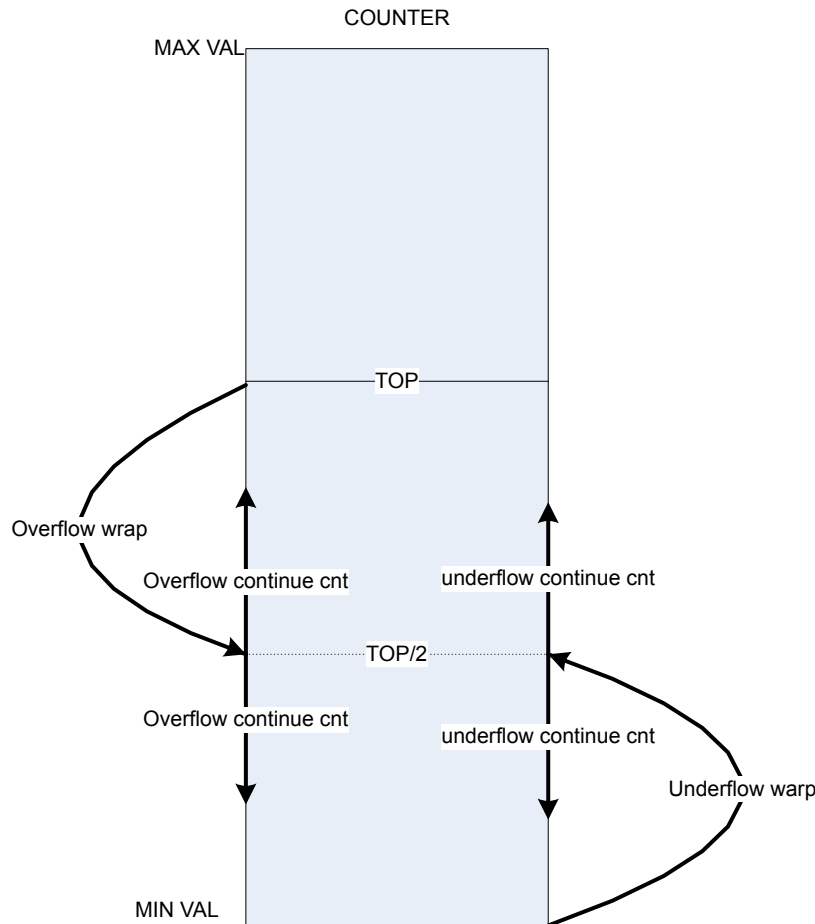 COUNTER
MAX VAL
TOP
Overflow wrap
Overflow continue cnt
underflow continue cnt
TOP/2
Overflow continue cnt
underflow continue cnt
Underflow warp
MIN VAL